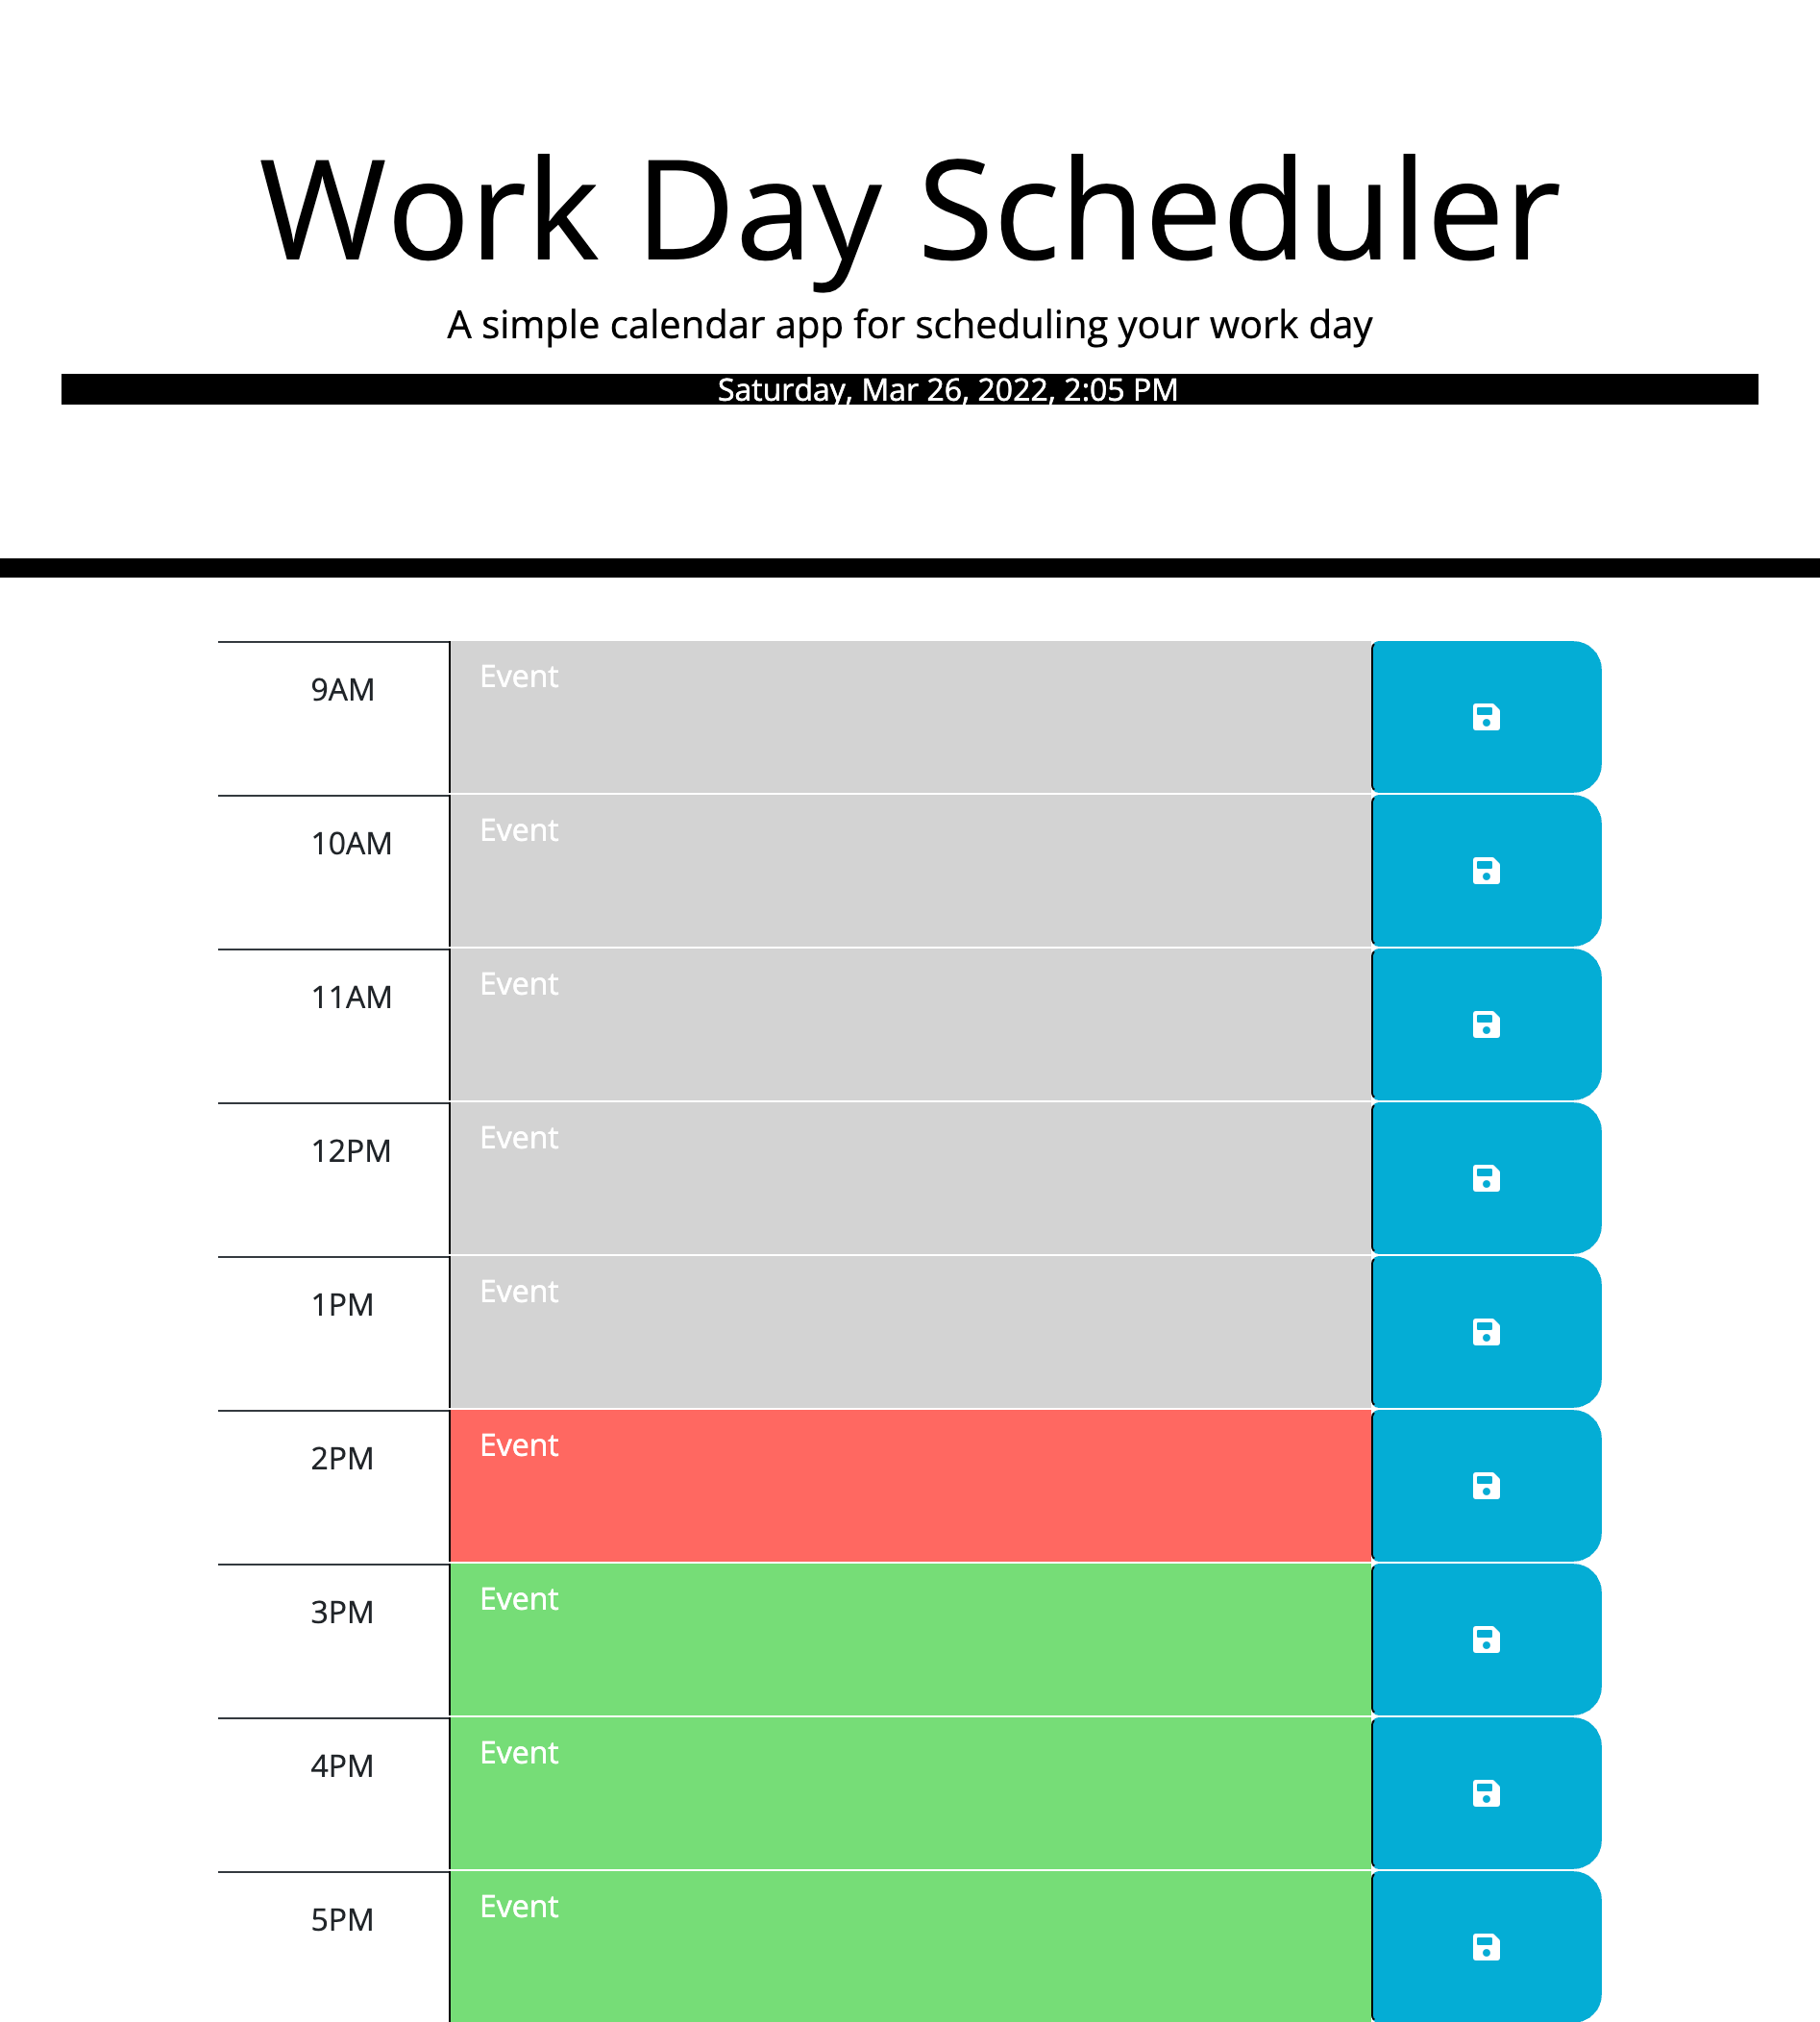 Work Day Scheduler
A simple calendar app for scheduling your work day
Saturday, Mar 26, 2022, 2:05 PM
9AM Event
10AM Event
11AM Event
12PM Event
1PM Event
2PM Event
3PM Event
4PM Event
5PM Event